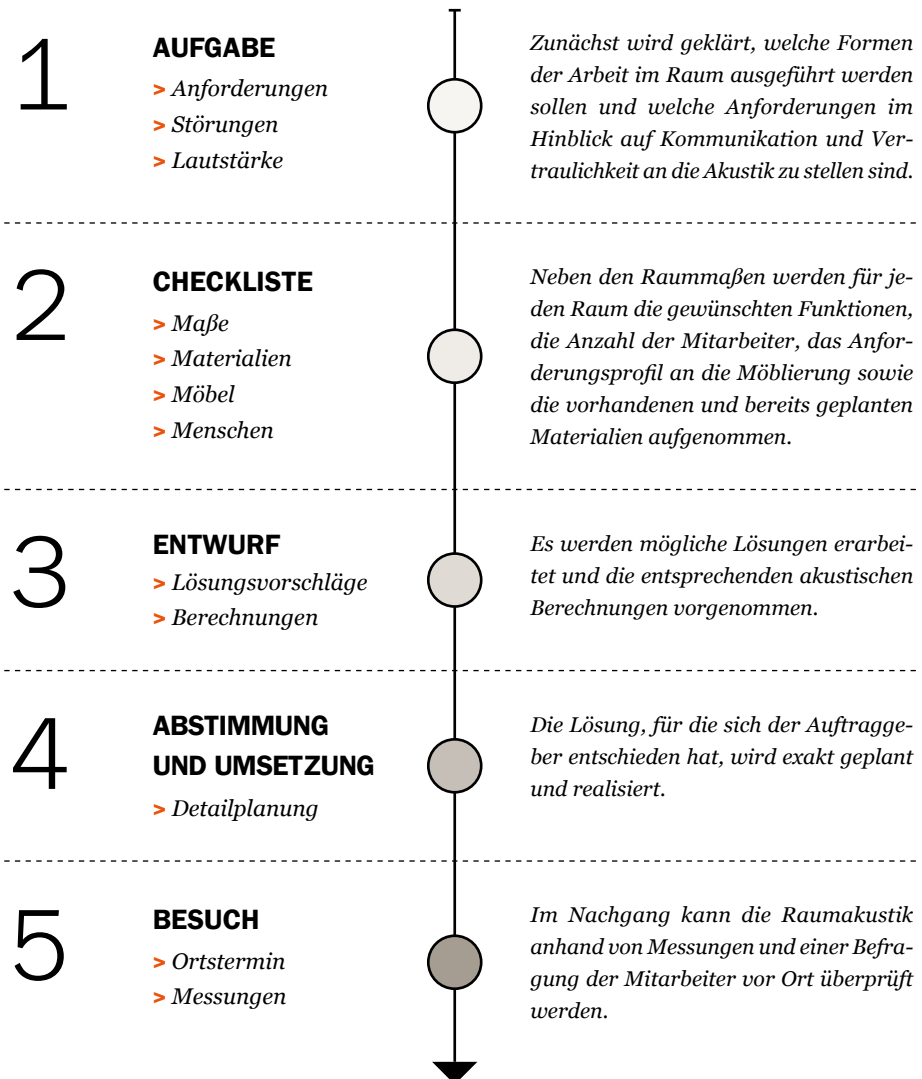 1
AUFGABE
> Anforderungen
> Störungen
> Lautstärke
Zunächst wird geklärt, welche Formen
der Arbeit im Raum ausgeführt werden
sollen und welche Anforderungen im
Hinblick auf Kommunikation und Ver-
traulichkeit an die Akustik zu stellen sind.
2
CHECKLISTE
> Maße
> Materialien
> Möbel
> Menschen
Neben den Raummaßen werden für je-
den Raum die gewünschten Funktionen,
die Anzahl der Mitarbeiter, das Anfor-
derungsprofil an die Möblierung sowie
die vorhandenen und bereits geplanten
Materialien aufgenommen.
3
ENTWURF
> Lösungsvorschläge
> Berechnungen
Es werden mögliche Lösungen erarbei-
tet und die entsprechenden akustischen
Berechnungen vorgenommen.
4
ABSTIMMUNG
UND UMSETZUNG
> Detailplanung
Die Lösung, für die sich der Auftragge-
ber entschieden hat, wird exakt geplant
und realisiert.
5
BESUCH
> Ortstermin
> Messungen
Im Nachgang kann die Raumakustik
anhand von Messungen und einer Befra-
gung der Mitarbeiter vor Ort überprüft
werden.